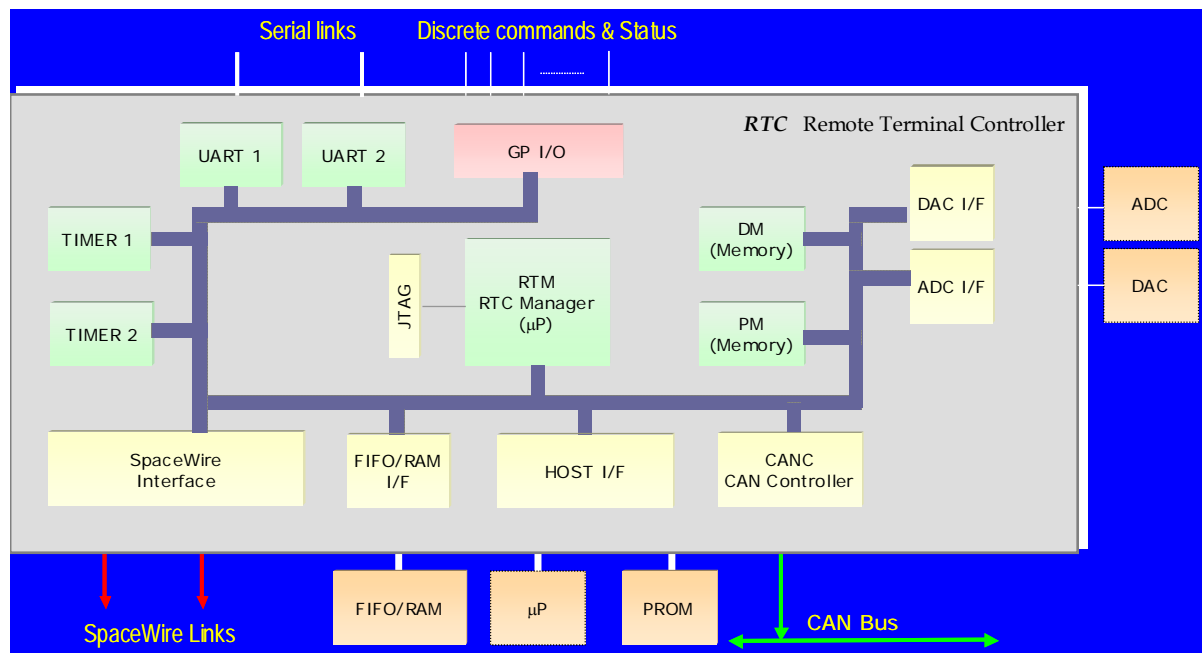 Serial links
Discrete commands & Status
RTC Remote Terminal Controller
UART 1
UART 2
GP I/O
DAC I/F
ADC
TIMER 1
DM
(Memory)
JTAG
RTM
RTC Manager
(µP)
ADC I/F
DAC
TIMER 2
PM
(Memory)
SpaceWire
Interface
FIFO/RAM
I/F
HOST I/F
CANC
CAN Controller
FIFO/RAM
µP
PROM
SpaceWire Links
CAN Bus